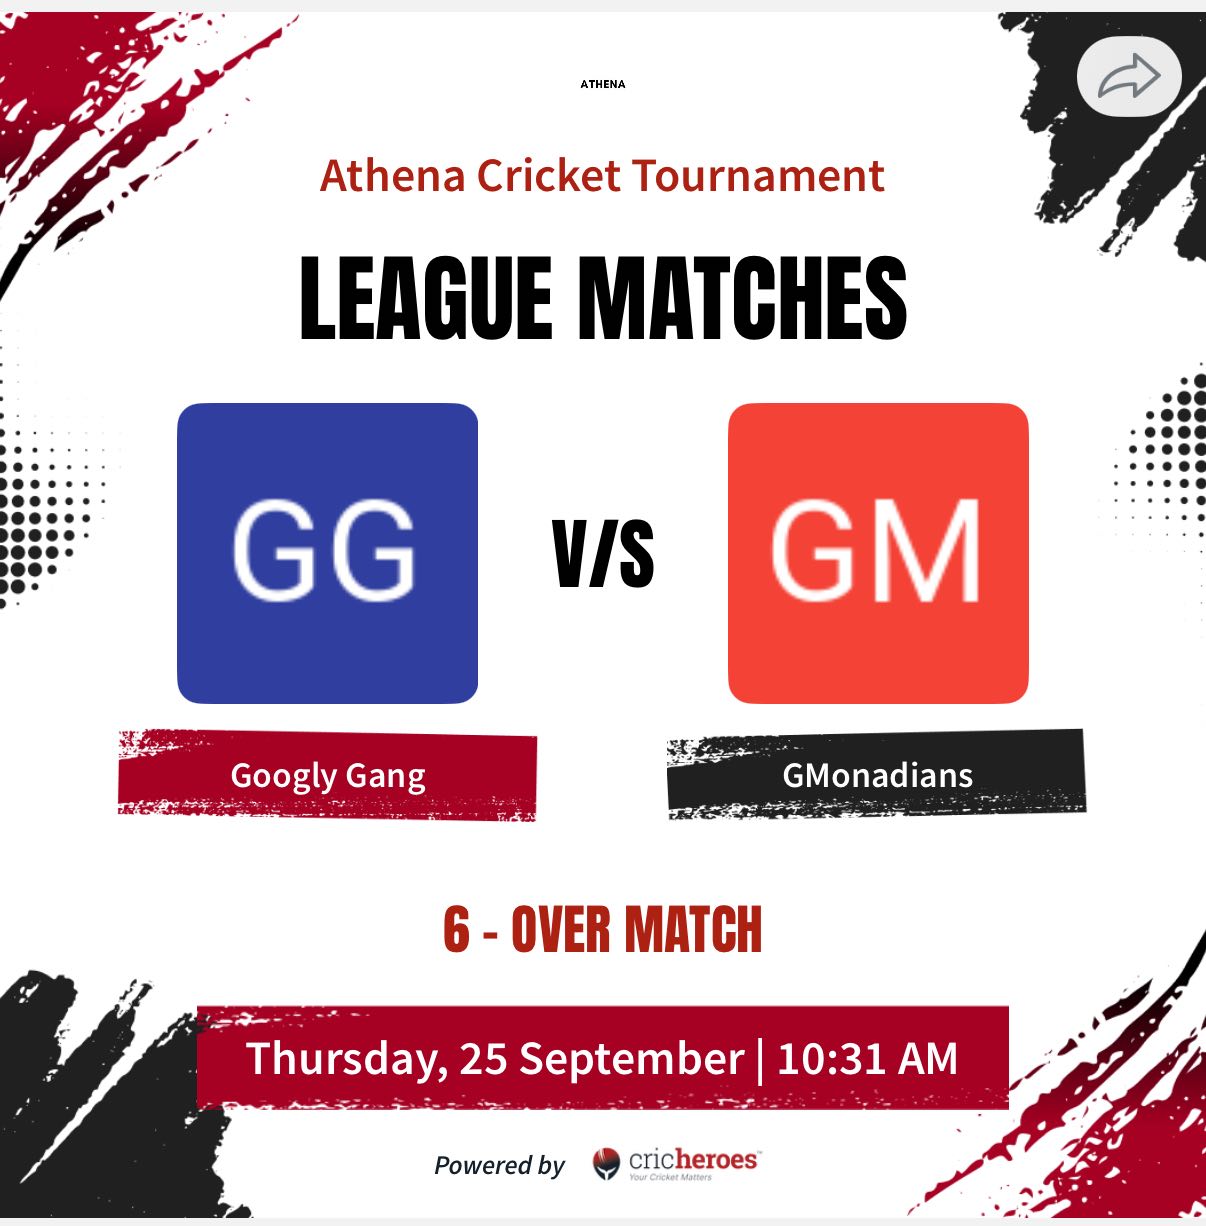 ATHENA
Athena Cricket Tournament
LEAGUE MATCHES
GG
V/S
GM
Googly Gang
GMonadians
6 - OVER MATCH
Thursday, 25 September | 10:31 AM
Powered by
cricheroes™
Your Cricket Matters